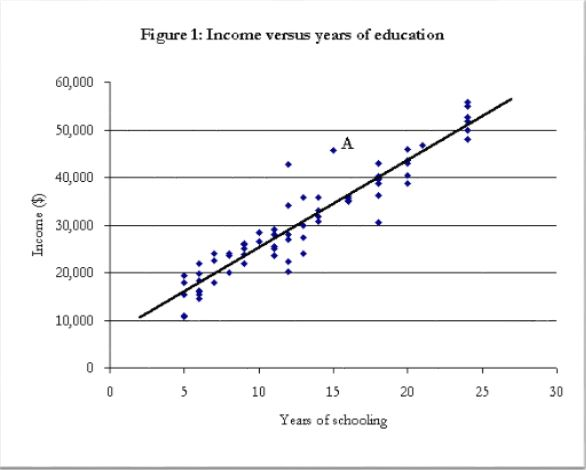 Figure 1: Income versus years of education
60,000
50,000
A
40,000
30,000
Income ($)
20,000
10,000
0
0 5 10 15 20 25 30
Years of schooling